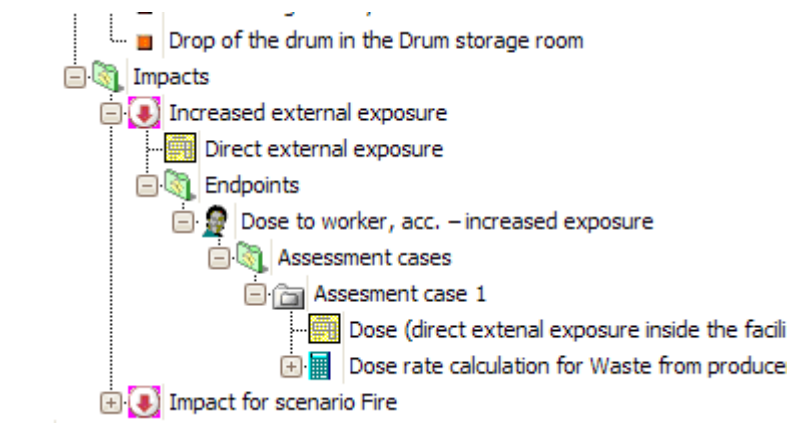 Drop of the drum in the Drum storage room
Impacts
Increased external exposure
Direct external exposure
Endpoints
Dose to worker, acc. – increased exposure
Assessment cases
Assesment case 1
Dose (direct extenal exposure inside the facili
Dose rate calculation for Waste from produce
Impact for scenario Fire